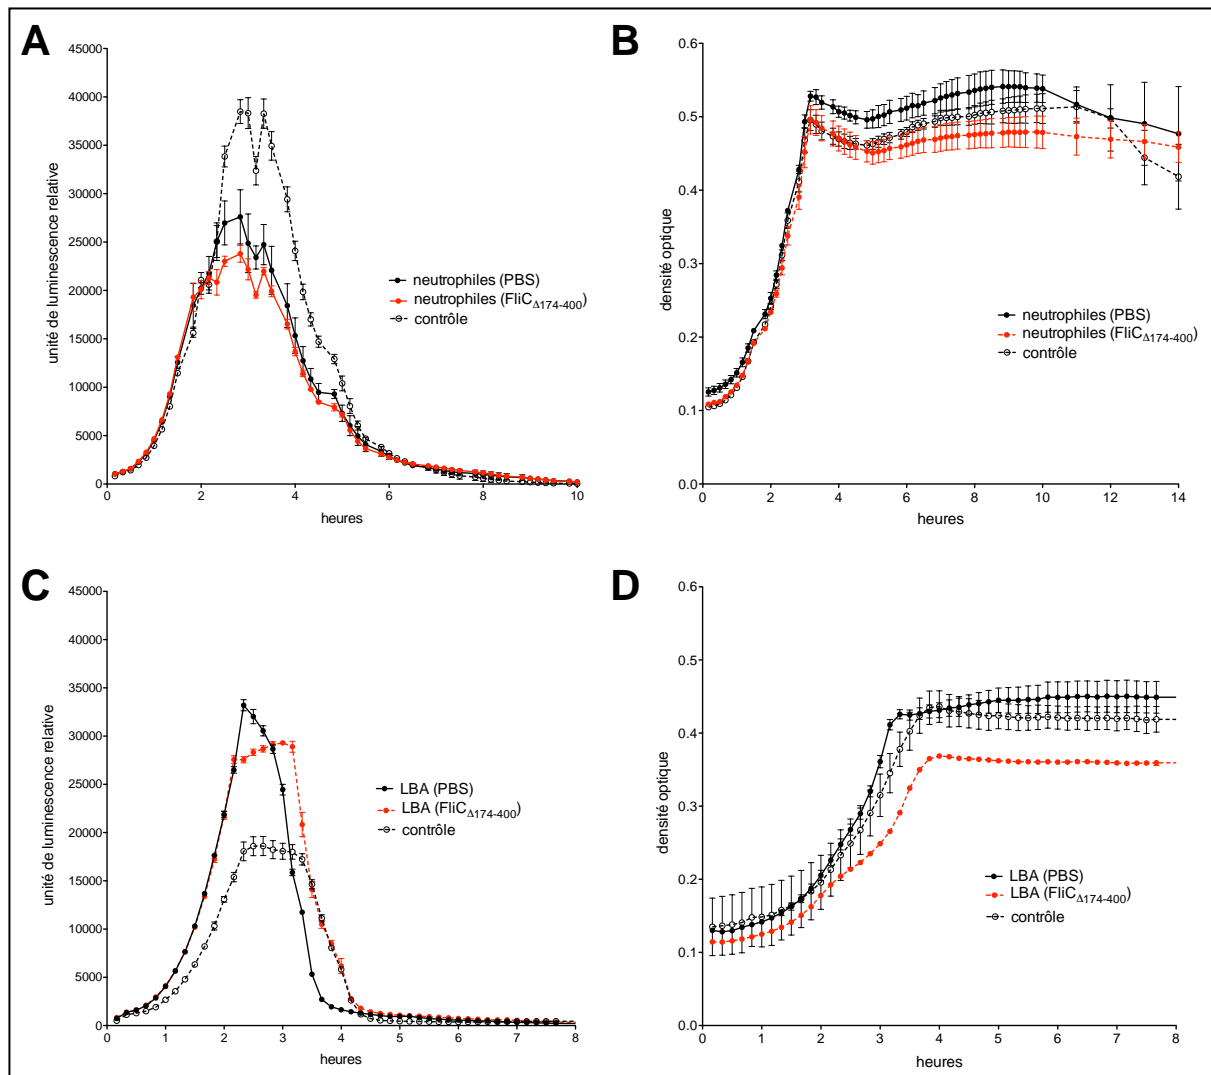 A
45000
40000
35000
30000
25000
20000
15000
10000
5000
0
unité de luminescence relative
0 2 4 6 8 10
heures
neutrophiles (PBS)
neutrophiles (FliCΔ174-400)
contrôle
B
0.6
0.5
0.4
0.3
0.2
0.1
0.0
densité optique
0 2 4 6 8 10 12 14
heures
neutrophiles (PBS)
neutrophiles (FliCΔ174-400)
contrôle
C
45000
40000
35000
30000
25000
20000
15000
10000
5000
0
unité de luminescence relative
0 1 2 3 4 5 6 7 8
heures
LBA (PBS)
LBA (FliCΔ174-400)
contrôle
D
0.6
0.5
0.4
0.3
0.2
0.1
0.0
densité optique
0 1 2 3 4 5 6 7 8
heures
LBA (PBS)
LBA (FliCΔ174-400)
contrôle